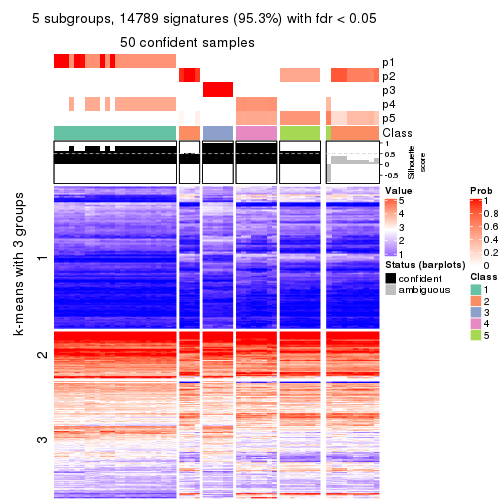 5 subgroups, 14789 signatures (95.3%) with fdr < 0.05
50 confident samples
p1
p2
p3
p4
p5
Class
1
0.5
0
-0.5
Silhouette
score
k-means with 3 groups
1
2
3
Value
5
4
3
2
1
Status (barplots)
confident
ambiguous
Prob
1
0.8
0.6
0.4
0.2
0
Class
1
2
3
4
5